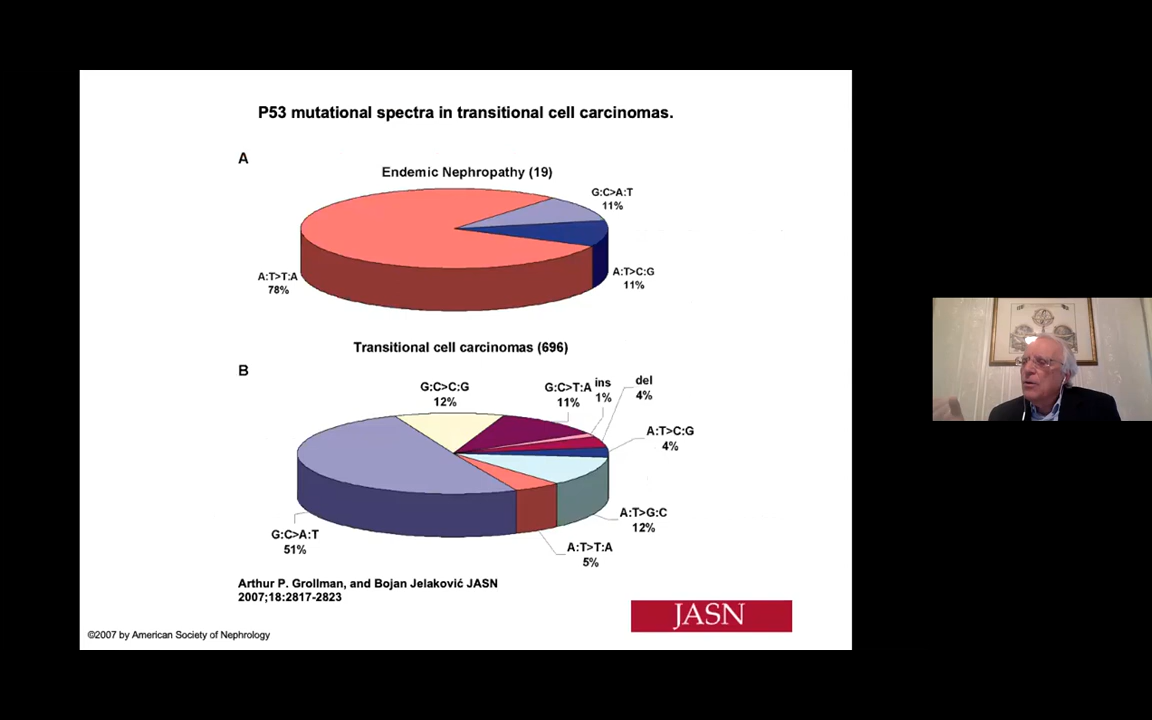 P53 mutational spectra in transitional cell carcinomas.
A
Endemic Nephropathy (19)
G:C>A:T
11%
A:T>T:A
78%
A:T>C:G
11%
Transitional cell carcinomas (696)
B
G:C>C:G
12%
G:C>T:A
11%
ins
1%
del
4%
A:T>C:G
4%
A:T>G:C
12%
G:C>A:T
51%
A:T>T:A
5%
Arthur P. Grollman, and Bojan Jelaković JASN
2007;18:2817-2823
JASN
©2007 by American Society of Nephrology